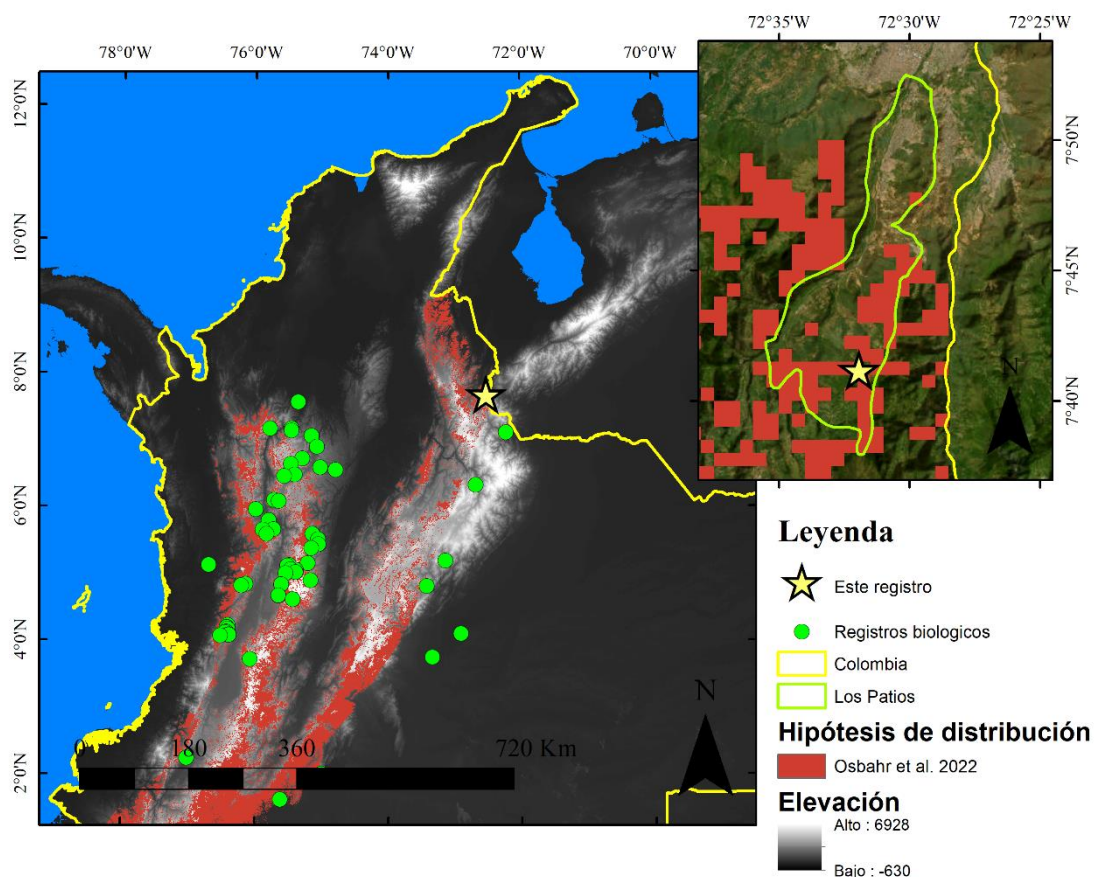 78°0'W 76°0'W 74°0'W 72°0'W 70°0'W
72°35'W 72°30'W 72°25'W
12°0'N
10°0'N
8°0'N
6°0'N
4°0'N
2°0'N
7°50'N
7°45'N
7°40'N
N
N
0 180 360 720 Km
Leyenda
Este registro
Registros biologicos
Colombia
Los Patios
Hipótesis de distribución
Osbahr et al. 2022
Elevación
Alto : 6928
Bajo : -630